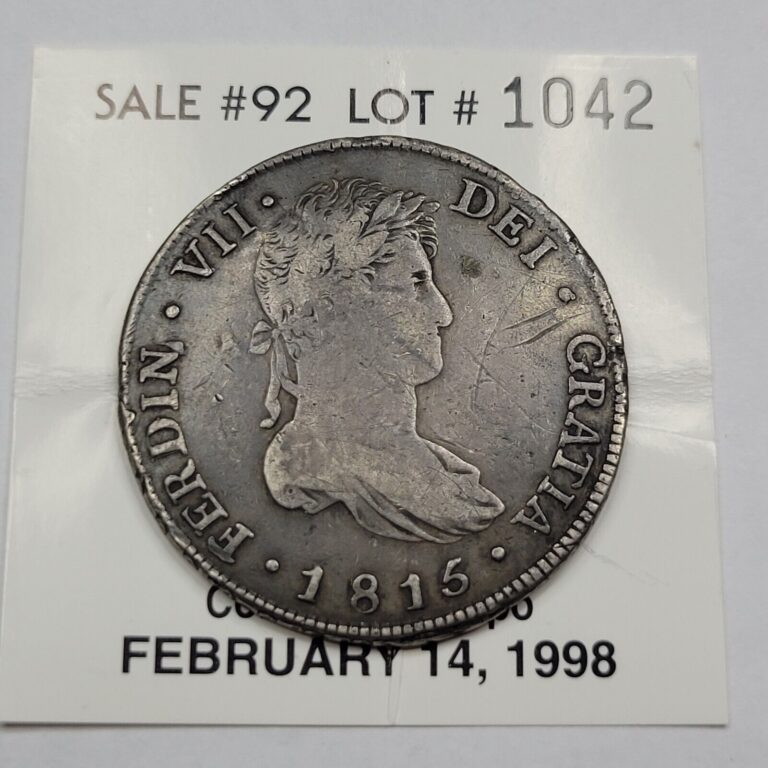 SALE #92 LOT # 1042
FERDIN · VII · DEI · GRATIA
· 1815 ·
FEBRUARY 14, 1998